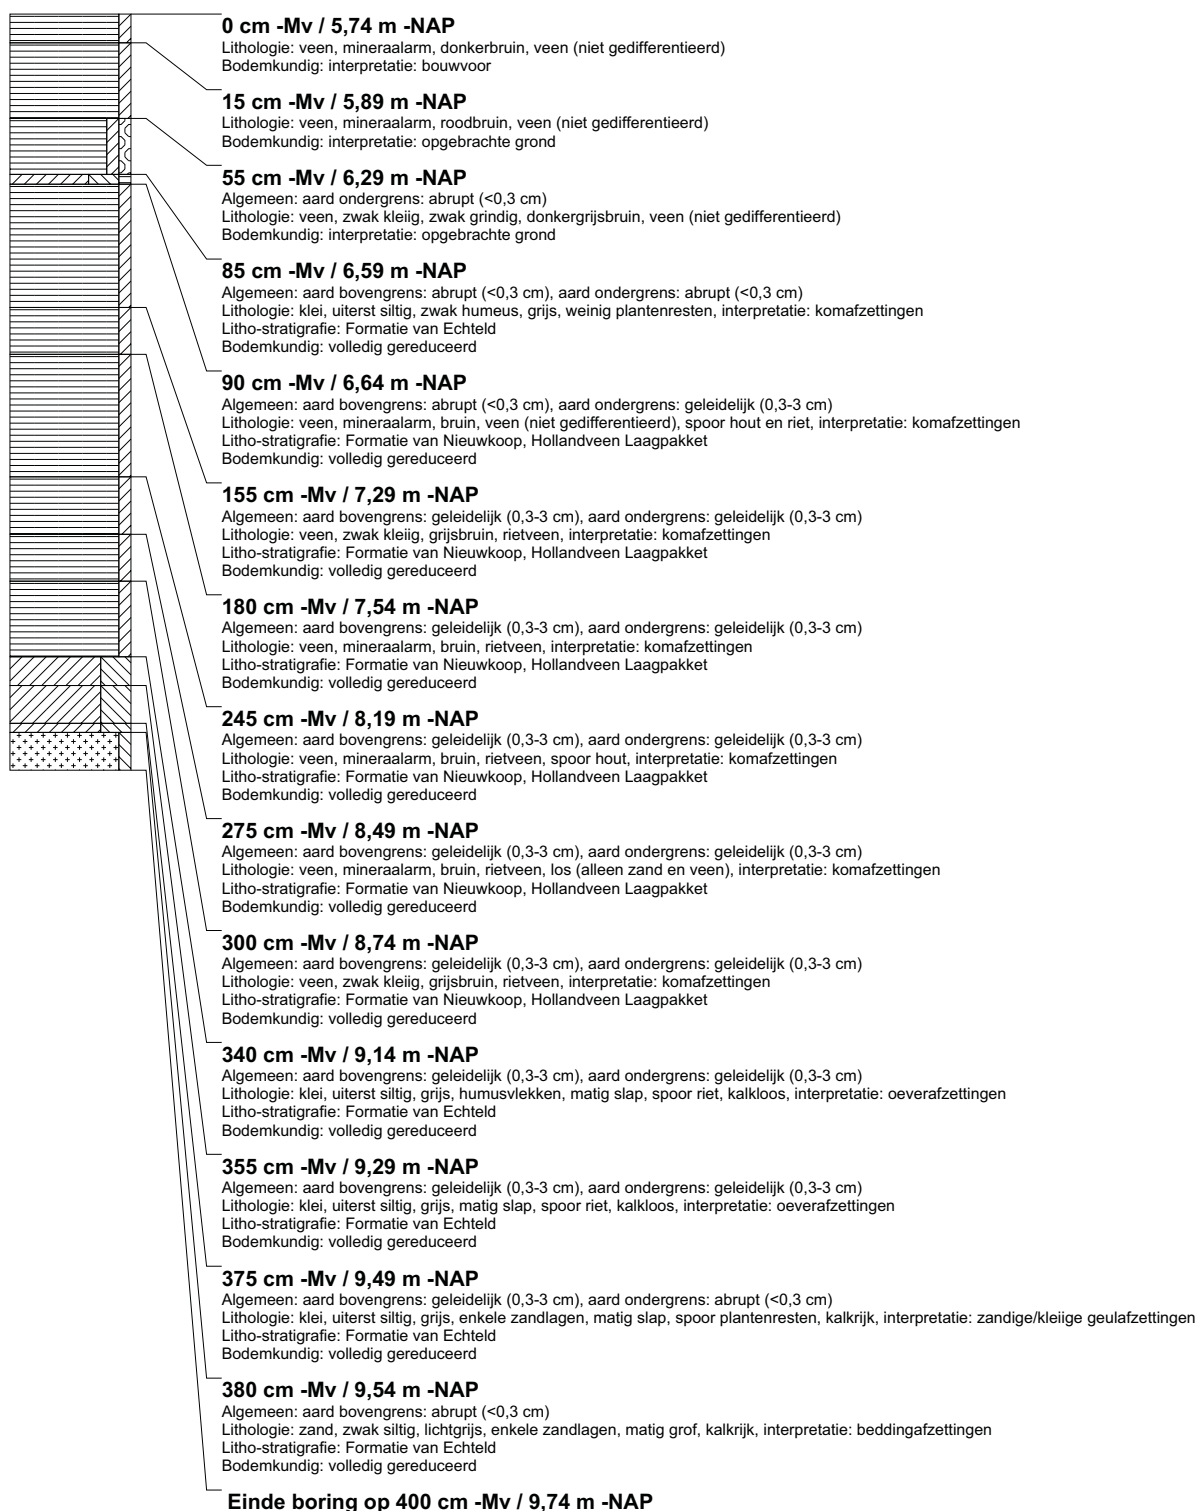 0 cm -Mv / 5,74 m -NAP
Lithologie: veen, mineraalarm, donkerbruin, veen (niet gedifferentieerd)
Bodemkundig: interpretatie: bouwvoor
15 cm -Mv / 5,89 m -NAP
Lithologie: veen, mineraalarm, roodbruin, veen (niet gedifferentieerd)
Bodemkundig: interpretatie: opgebrachte grond
55 cm -Mv / 6,29 m -NAP
Algemeen: aard ondergrens: abrupt (<0,3 cm)
Lithologie: veen, zwak kleiig, zwak grindig, donkergrijsbruin, veen (niet gedifferentieerd)
Bodemkundig: interpretatie: opgebrachte grond
85 cm -Mv / 6,59 m -NAP
Algemeen: aard bovengrens: abrupt (<0,3 cm), aard ondergrens: abrupt (<0,3 cm)
Lithologie: klei, uiterst siltig, zwak humeus, grijs, weinig plantenresten, interpretatie: komafzettingen
Litho-stratigrafie: Formatie van Echteld
Bodemkundig: volledig gereduceerd
90 cm -Mv / 6,64 m -NAP
Algemeen: aard bovengrens: abrupt (<0,3 cm), aard ondergrens: geleidelijk (0,3-3 cm)
Lithologie: veen, mineraalarm, bruin, veen (niet gedifferentieerd), spoor hout en riet, interpretatie: komafzettingen
Litho-stratigrafie: Formatie van Nieuwkoop, Hollandveen Laagpakket
Bodemkundig: volledig gereduceerd
155 cm -Mv / 7,29 m -NAP
Algemeen: aard bovengrens: geleidelijk (0,3-3 cm), aard ondergrens: geleidelijk (0,3-3 cm)
Lithologie: veen, zwak kleiig, grijsbruin, rietveen, interpretatie: komafzettingen
Litho-stratigrafie: Formatie van Nieuwkoop, Hollandveen Laagpakket
Bodemkundig: volledig gereduceerd
180 cm -Mv / 7,54 m -NAP
Algemeen: aard bovengrens: geleidelijk (0,3-3 cm), aard ondergrens: geleidelijk (0,3-3 cm)
Lithologie: veen, mineraalarm, bruin, rietveen, interpretatie: komafzettingen
Litho-stratigrafie: Formatie van Nieuwkoop, Hollandveen Laagpakket
Bodemkundig: volledig gereduceerd
245 cm -Mv / 8,19 m -NAP
Algemeen: aard bovengrens: geleidelijk (0,3-3 cm), aard ondergrens: geleidelijk (0,3-3 cm)
Lithologie: veen, mineraalarm, bruin, rietveen, spoor hout, interpretatie: komafzettingen
Litho-stratigrafie: Formatie van Nieuwkoop, Hollandveen Laagpakket
Bodemkundig: volledig gereduceerd
275 cm -Mv / 8,49 m -NAP
Algemeen: aard bovengrens: geleidelijk (0,3-3 cm), aard ondergrens: geleidelijk (0,3-3 cm)
Lithologie: veen, mineraalarm, bruin, rietveen, los (alleen zand en veen), interpretatie: komafzettingen
Litho-stratigrafie: Formatie van Nieuwkoop, Hollandveen Laagpakket
Bodemkundig: volledig gereduceerd
300 cm -Mv / 8,74 m -NAP
Algemeen: aard bovengrens: geleidelijk (0,3-3 cm), aard ondergrens: geleidelijk (0,3-3 cm)
Lithologie: veen, zwak kleiig, grijsbruin, rietveen, interpretatie: komafzettingen
Litho-stratigrafie: Formatie van Nieuwkoop, Hollandveen Laagpakket
Bodemkundig: volledig gereduceerd
340 cm -Mv / 9,14 m -NAP
Algemeen: aard bovengrens: geleidelijk (0,3-3 cm), aard ondergrens: geleidelijk (0,3-3 cm)
Lithologie: klei, uiterst siltig, grijs, humusvlekken, matig slap, spoor riet, kalkloos, interpretatie: oeverafzettingen
Litho-stratigrafie: Formatie van Echteld
Bodemkundig: volledig gereduceerd
355 cm -Mv / 9,29 m -NAP
Algemeen: aard bovengrens: geleidelijk (0,3-3 cm), aard ondergrens: geleidelijk (0,3-3 cm)
Lithologie: klei, uiterst siltig, grijs, matig slap, spoor riet, kalkloos, interpretatie: oeverafzettingen
Litho-stratigrafie: Formatie van Echteld
Bodemkundig: volledig gereduceerd
375 cm -Mv / 9,49 m -NAP
Algemeen: aard bovengrens: geleidelijk (0,3-3 cm), aard ondergrens: abrupt (<0,3 cm)
Lithologie: klei, uiterst siltig, grijs, enkele zandlagen, matig slap, spoor plantenresten, kalkrijk, interpretatie: zandige/kleiige geulafzettingen
Litho-stratigrafie: Formatie van Echteld
Bodemkundig: volledig gereduceerd
380 cm -Mv / 9,54 m -NAP
Algemeen: aard bovengrens: abrupt (<0,3 cm)
Lithologie: zand, zwak siltig, lichtgrijs, enkele zandlagen, matig grof, kalkrijk, interpretatie: beddingafzettingen
Litho-stratigrafie: Formatie van Echteld
Bodemkundig: volledig gereduceerd
Einde boring op 400 cm -Mv / 9,74 m -NAP